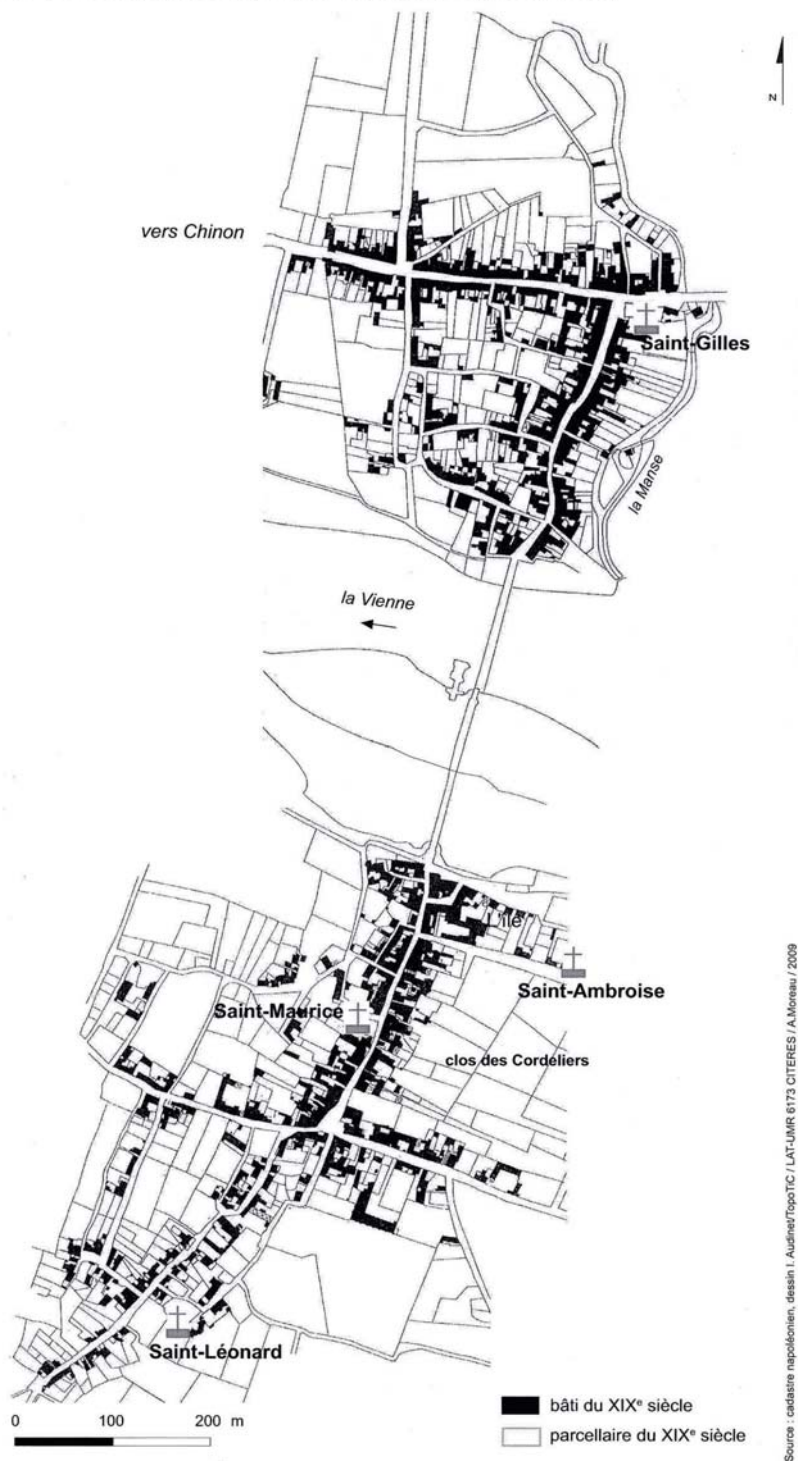 N
vers Chinon
Saint-Gilles
la Manse
la Vienne
L'île
Saint-Ambroise
Saint-Maurice
clos des Cordeliers
Saint-Léonard
bâti du XIXe siècle
parcellaire du XIXe siècle
0 100 200 m
Source : cadastre napoléonien, dessin I. Audinet/TopoTiC / LAT-UMR 6173 CITERES / A.Moreau / 2009